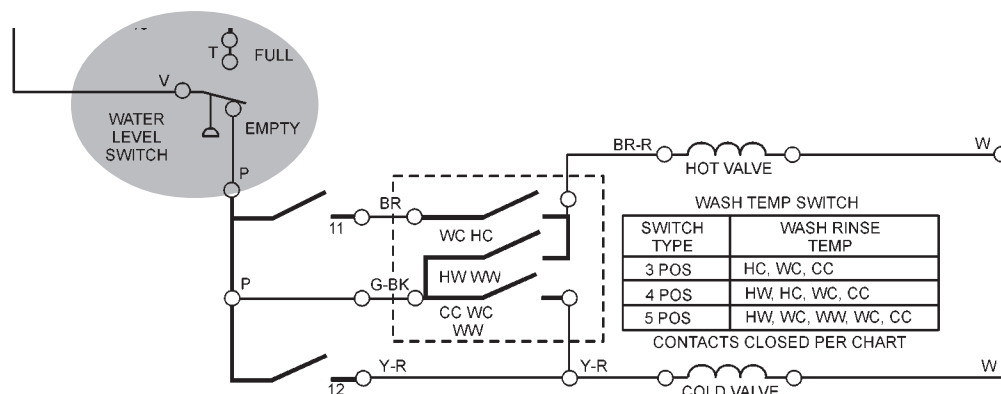 T
FULL
V
WATER
LEVEL
SWITCH
EMPTY
P
BR-R
W
HOT VALVE
WASH TEMP SWITCH
BR
11
WC HC
SWITCH
TYPE
WASH RINSE
TEMP
3 POS
HC, WC, CC
4 POS
HW, HC, WC, CC
5 POS
HW, WC, WW, WC, CC
CONTACTS CLOSED PER CHART
P
G-BK
HW WW
CC WC
WW
12
Y-R
Y-R
W
COLD VALVE